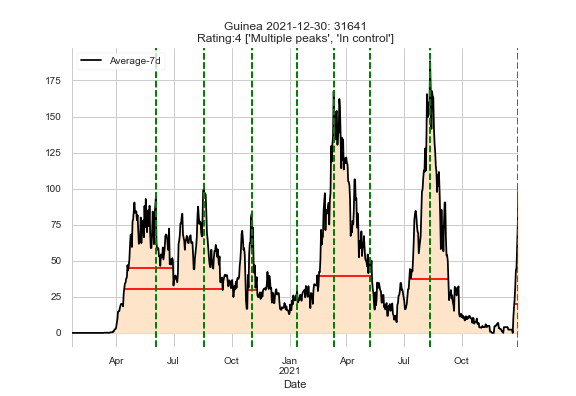 Guinea 2021-12-30: 31641
Rating:4 ['Multiple peaks', 'In control']
Average-7d
175
150
125
100
75
50
25
0
Apr Jul Oct Jan Apr Jul Oct
2021
Date